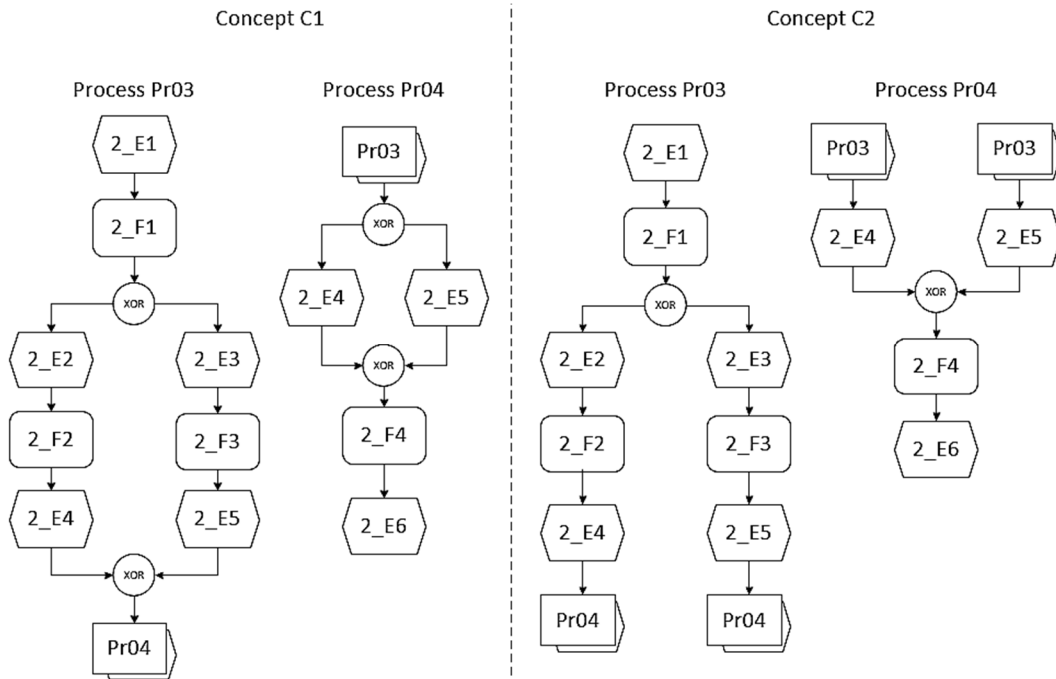 Concept C1
Concept C2
Process Pr03
Process Pr04
Process Pr03
Process Pr04
2_E1
Pr03
2_E1
Pr03
Pr03
2_F1
XOR
2_F1
2_E4
2_E5
XOR
2_E4
2_E5
XOR
XOR
XOR
2_E2
2_E3
XOR
2_E2
2_E3
2_F4
2_F2
2_F3
2_F4
2_F2
2_F3
2_E6
2_E4
2_E5
2_E6
2_E4
2_E5
XOR
Pr04
Pr04
Pr04